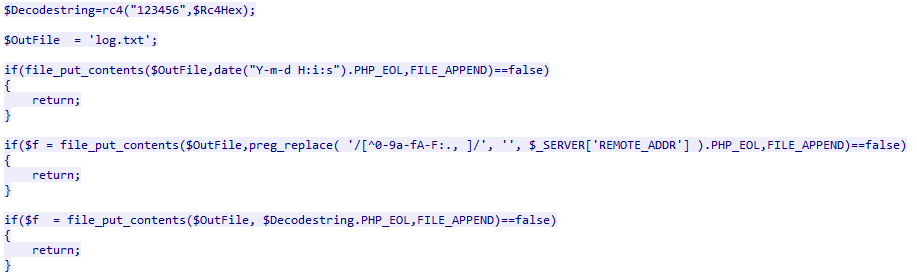 $Decodestring=rc4("123456",$Rc4Hex);
$OutFile  = 'log.txt';
if(file_put_contents($OutFile,date("Y-m-d H:i:s").PHP_EOL,FILE_APPEND)==false)
{
    return;
}
if($f = file_put_contents($OutFile,preg_replace( '/[^0-9a-fA-F:., ]/', '', $_SERVER['REMOTE_ADDR'] ).PHP_EOL,FILE_APPEND)==false)
{
    return;
}
if($f  = file_put_contents($OutFile, $Decodestring.PHP_EOL,FILE_APPEND)==false)
{
    return;
}